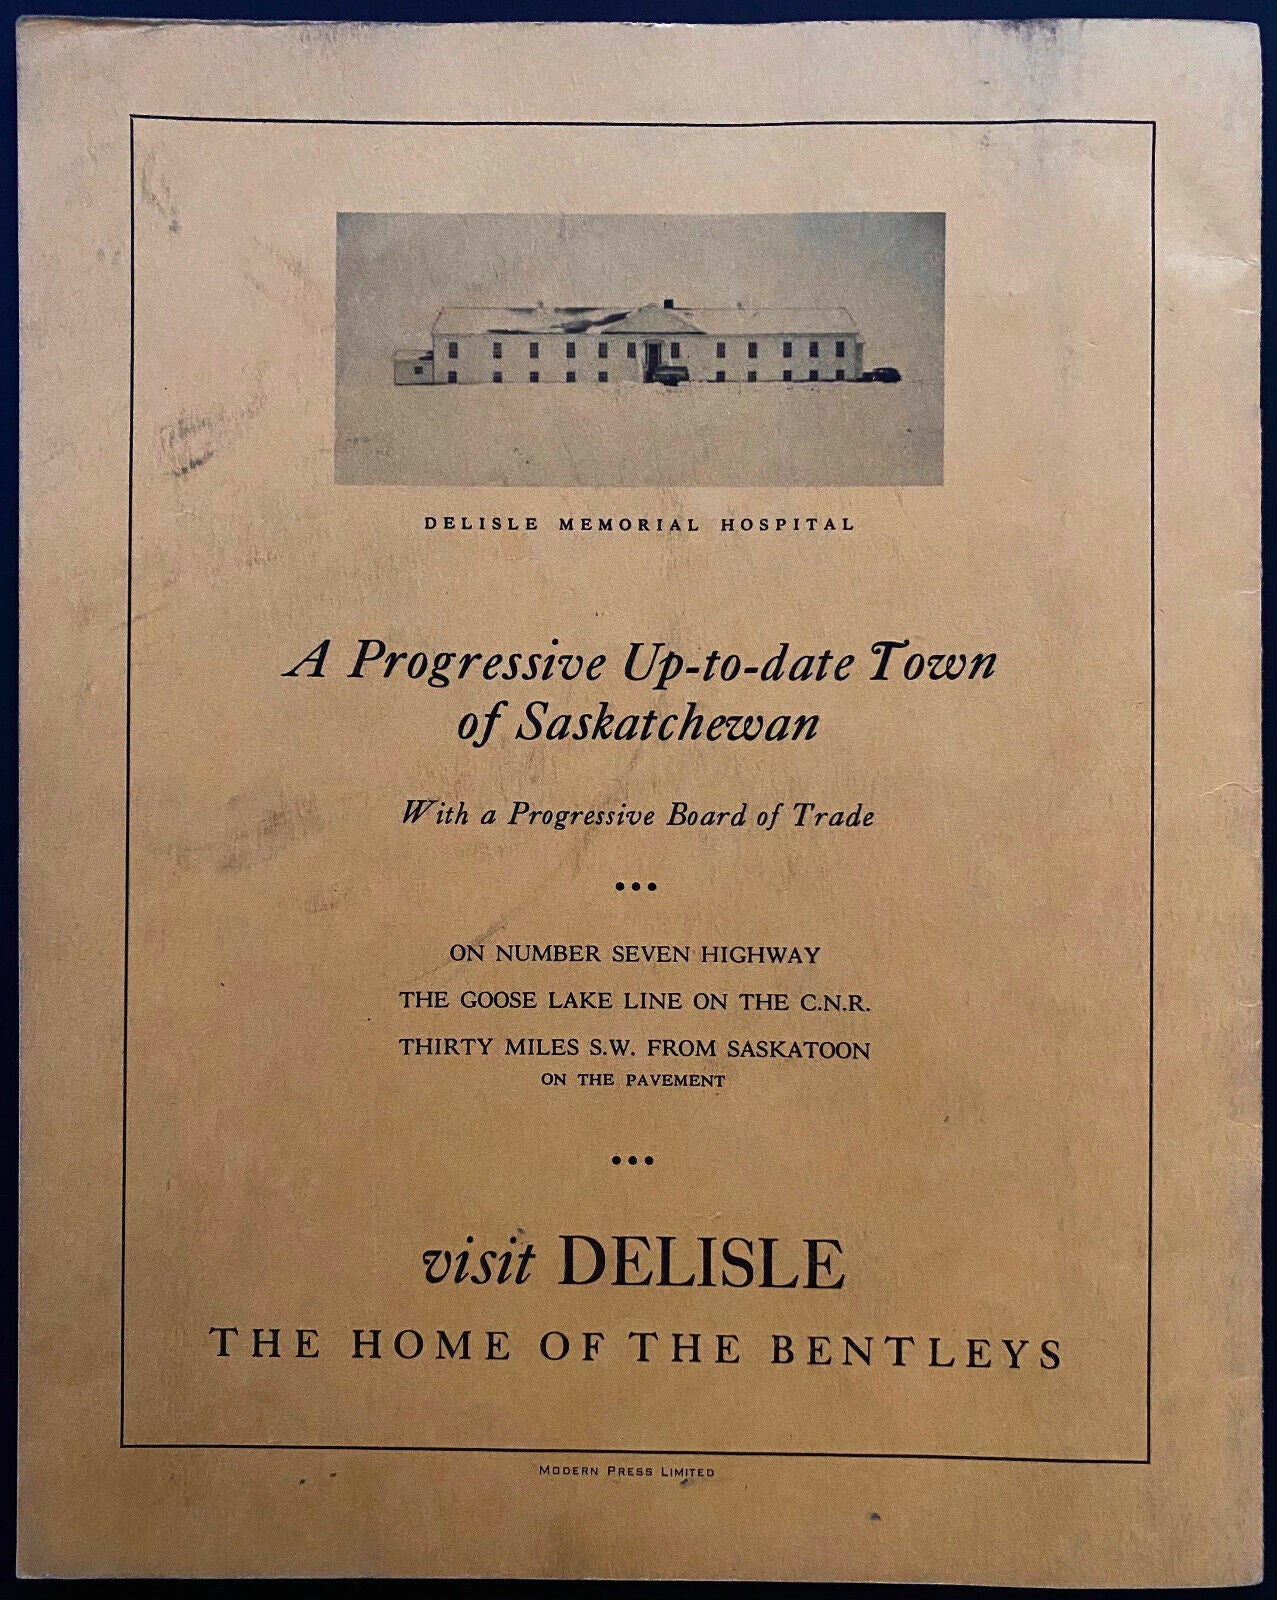 DELISLE MEMORIAL HOSPITAL
A Progressive Up-to-date Town
of Saskatchewan
With a Progressive Board of Trade
•••
ON NUMBER SEVEN HIGHWAY
THE GOOSE LAKE LINE ON THE C.N.R.
THIRTY MILES S.W. FROM SASKATOON
ON THE PAVEMENT
•••
visit DELISLE
THE HOME OF THE BENTLEYS
MODERN PRESS LIMITED